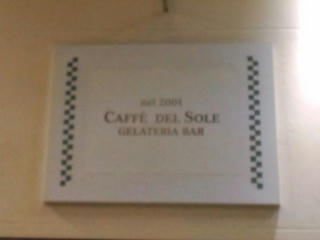 nel 2001
CAFFÈ DEL SOLE
GELATERIA BAR